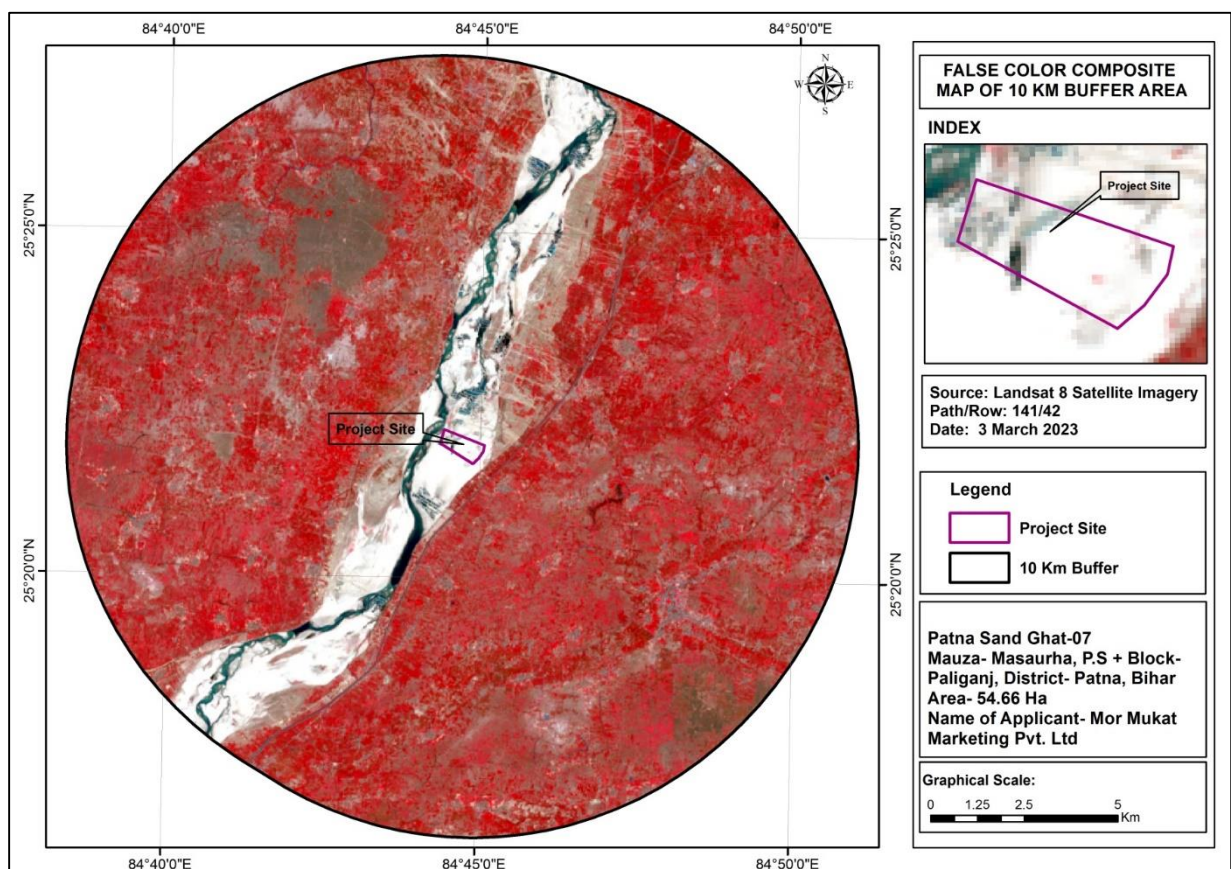 84°40'0"E
84°45'0"E
84°50'0"E
N
W
E
S
25°25'0"N
25°25'0"N
Project Site
25°20'0"N
25°20'0"N
84°40'0"E
84°45'0"E
84°50'0"E
FALSE COLOR COMPOSITE
MAP OF 10 KM BUFFER AREA
INDEX
Project Site
Source: Landsat 8 Satellite Imagery
Path/Row: 141/42
Date: 3 March 2023
Legend
Project Site
10 Km Buffer
Patna Sand Ghat-07
Mauza- Masaurha, P.S + Block-
Paliganj, District- Patna, Bihar
Area- 54.66 Ha
Name of Applicant- Mor Mukat
Marketing Pvt. Ltd
Graphical Scale:
0 1.25 2.5 5
Km